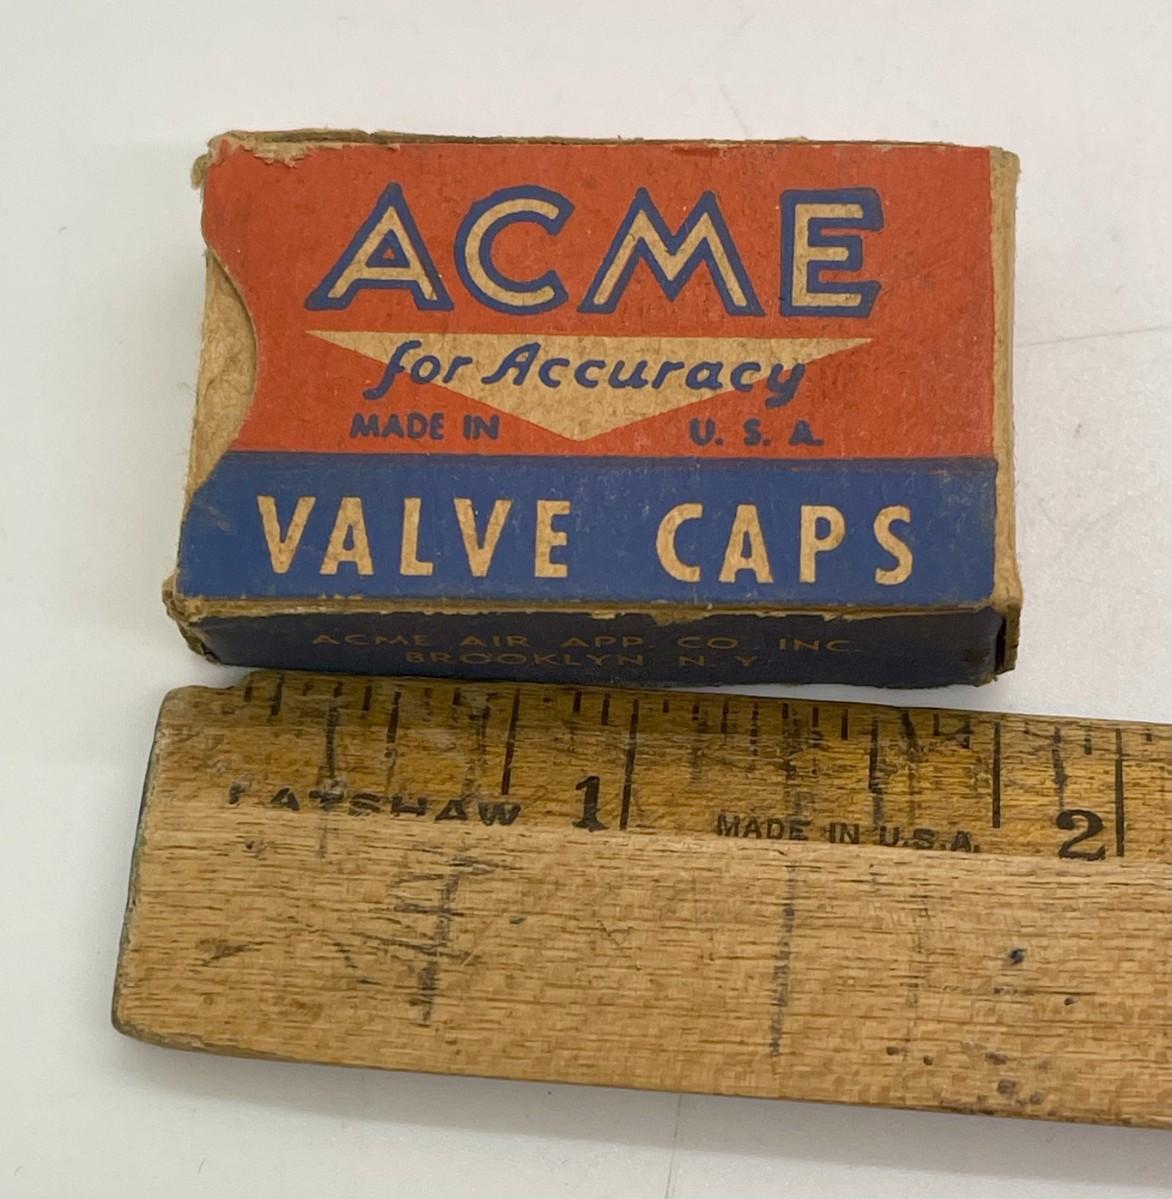 ACME
for Accuracy
MADE IN U. S. A.
VALVE CAPS
ACME AIR APP. CO. INC.
BROOKLYN N. Y.
1 2
MADE IN U.S.A.